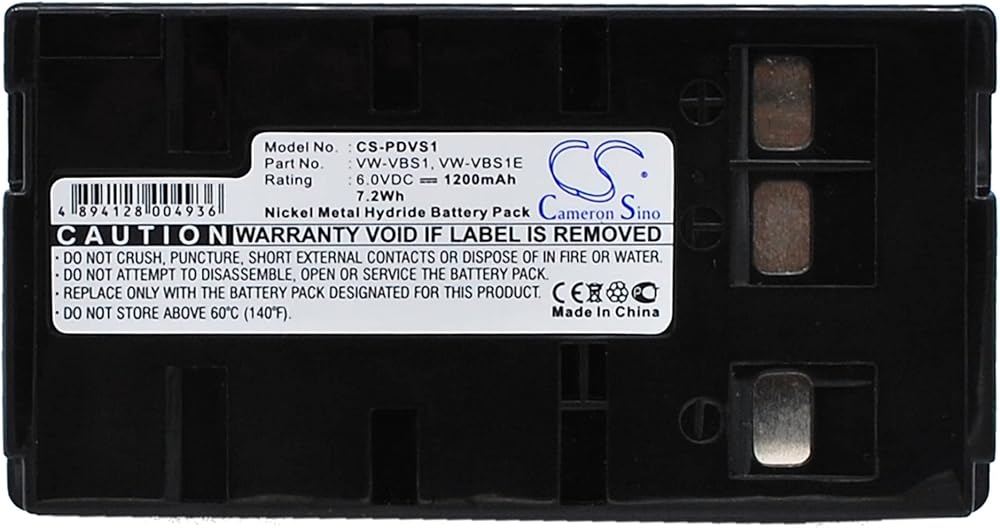 Model No. : CS-PDVS1
Part No. : VW-VBS1, VW-VBS1E
Rating : 6.0VDC ⎓ 1200mAh
7.2Wh
Nickel Metal Hydride Battery Pack
CS
Cameron Sino
4 894128 004936
CAUTION WARRANTY VOID IF LABEL IS REMOVED
· DO NOT CRUSH, PUNCTURE, SHORT EXTERNAL CONTACTS OR DISPOSE OF IN FIRE OR WATER.
· DO NOT ATTEMPT TO DISASSEMBLE, OPEN OR SERVICE BATTERY PACK.
· REPLACE ONLY WITH THE BATTERY PACK DESIGNATED FOR THIS PRODUCT.
· DO NOT STORE ABOVE 60°C (140°F).
CE
PG
Made In China
+
-
-